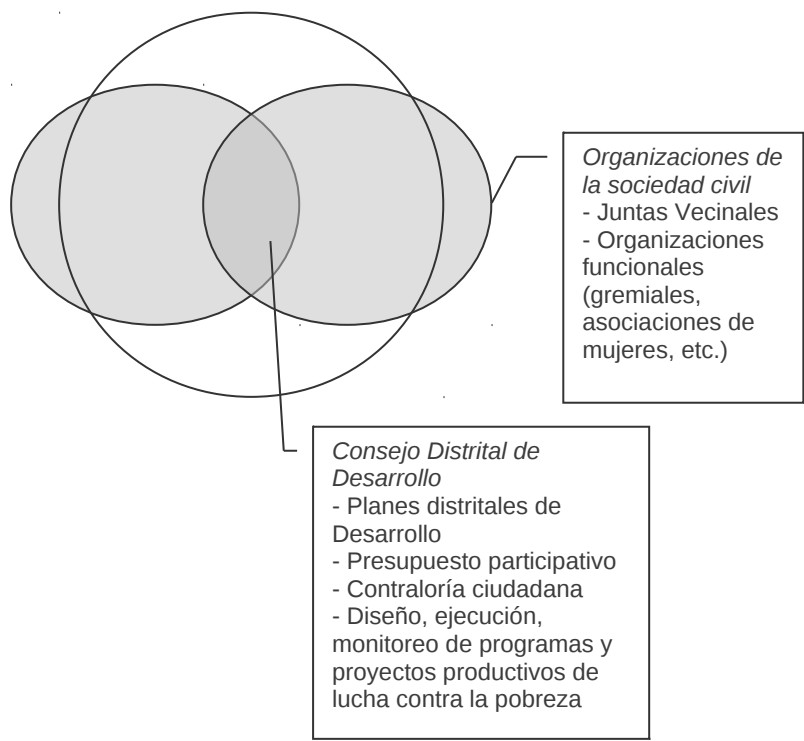 Organizaciones de
la sociedad civil
- Juntas Vecinales
- Organizaciones
funcionales
(gremiales,
asociaciones de
mujeres, etc.)
Consejo Distrital de
Desarrollo
- Planes distritales de
Desarrollo
- Presupuesto participativo
- Contraloría ciudadana
- Diseño, ejecución,
monitoreo de programas y
proyectos productivos de
lucha contra la pobreza